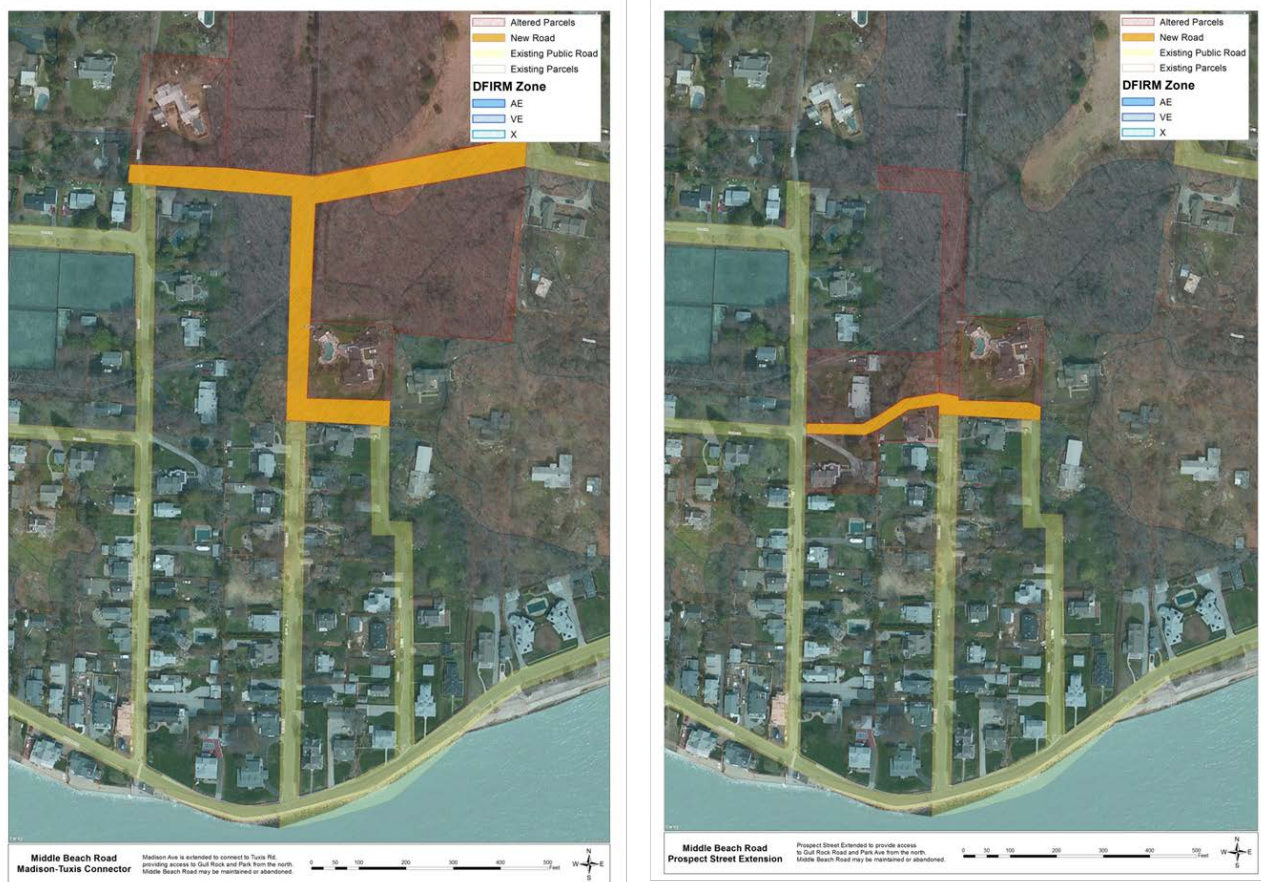 Altered Parcels
New Road
Existing Public Road
Existing Parcels
DFIRM Zone
AE
VE
X
Middle Beach Road
Madison-Tuxis Connector
Madison Ave is extended to connect to Tuxis Rd,
providing access to Gull Rock and Park from the north.
Middle Beach Road may be maintained or abandoned.
0 50 100 200 300 400 500
Feet
N
W E
S
Altered Parcels
New Road
Existing Public Road
Existing Parcels
DFIRM Zone
AE
VE
X
Middle Beach Road
Prospect Street Extension
Prospect Street Extended to provide access
to Gull Rock Road and Park Ave from the north.
Middle Beach Road may be maintained or abandoned.
0 50 100 200 300 400 500
Feet
N
W E
S